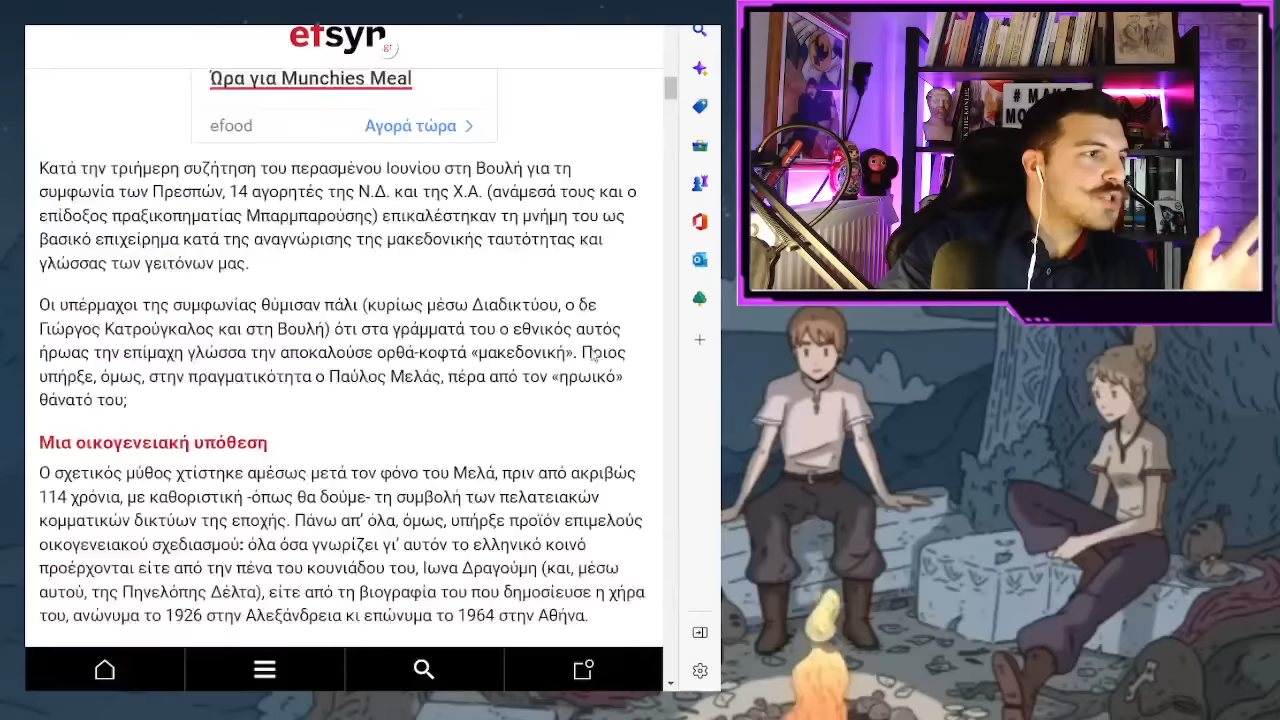 efsyn.gr
Ώρα για Munchies Meal
efood Αγορά τώρα
Κατά την τριήμερη συζήτηση του περασμένου Ιουνίου στη Βουλή για τη
συμφωνία των Πρεσπών, 14 αγορητές της Ν.Δ. και της Χ.Α. (ανάμεσά τους και ο
επίδοξος πραξικοπηματίας Μπαρμπαρούσης) επικαλέστηκαν τη μνήμη του ως
βασικό επιχείρημα κατά της αναγνώρισης της μακεδονικής ταυτότητας και
γλώσσας των γειτόνων μας.
Οι υπέρμαχοι της συμφωνίας θύμισαν πάλι (κυρίως μέσω Διαδικτύου, ο δε
Γιώργος Κατρούγκαλος και στη Βουλή) ότι στα γράμματά του ο εθνικός αυτός
ήρωας την επίμαχη γλώσσα την αποκαλούσε ορθά-κοφτά «μακεδονική». Ποιος
υπήρξε, όμως, στην πραγματικότητα ο Παύλος Μελάς, πέρα από τον «ηρωικό»
θάνατό του;
Μια οικογενειακή υπόθεση
Ο σχετικός μύθος χτίστηκε αμέσως μετά τον φόνο του Μελά, πριν από ακριβώς
114 χρόνια, με καθοριστική -όπως θα δούμε- τη συμβολή των πελατειακών
κομματικών δικτύων της εποχής. Πάνω απ’ όλα, όμως, υπήρξε προϊόν επιμελούς
οικογενειακού σχεδιασμού: όλα όσα γνωρίζει γι’ αυτόν το ελληνικό κοινό
προέρχονται είτε από την πένα του κουνιάδου του, Ιωνα Δραγούμη (και, μέσω
αυτού, της Πηνελόπης Δέλτα), είτε από τη βιογραφία του που δημοσίευσε η χήρα
του, ανώνυμα το 1926 στην Αλεξάνδρεια κι επώνυμα το 1964 στην Αθήνα.